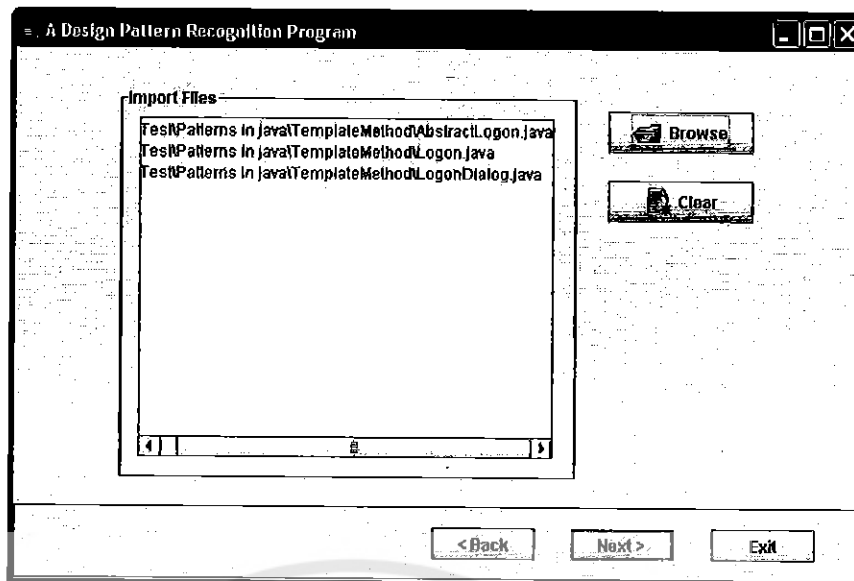 A Design Pattern Recognition Program
Import Files
Test\Patterns in java\TemplateMethod\AbstractLogon.java
Test\Patterns in java\TemplateMethod\Logon.java
Test\Patterns in java\TemplateMethod\LogonDialog.java
Browse
Clear
< Back
Next >
Exit